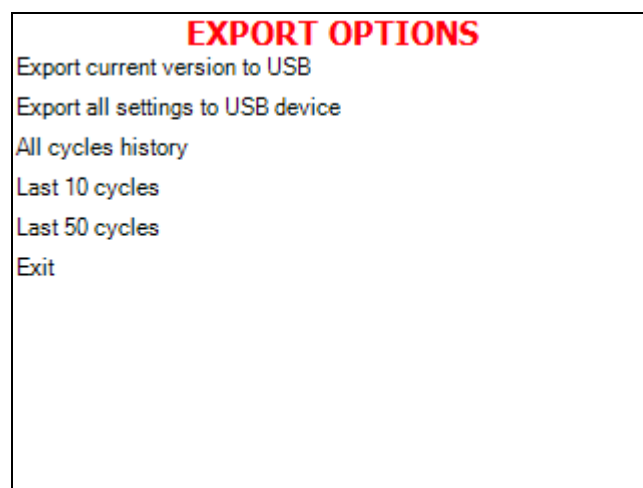 EXPORT OPTIONS
Export current version to USB
Export all settings to USB device
All cycles history
Last 10 cycles
Last 50 cycles
Exit